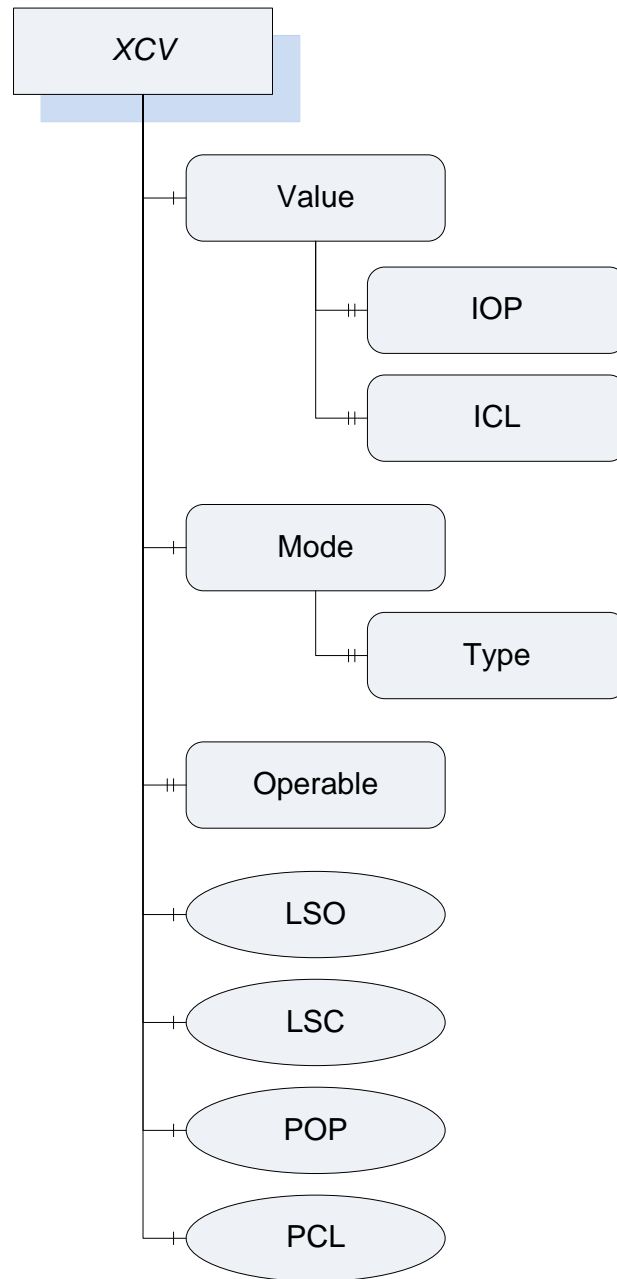 XCV
Value
IOP
ICL
Mode
Type
Operable
LSO
LSC
POP
PCL